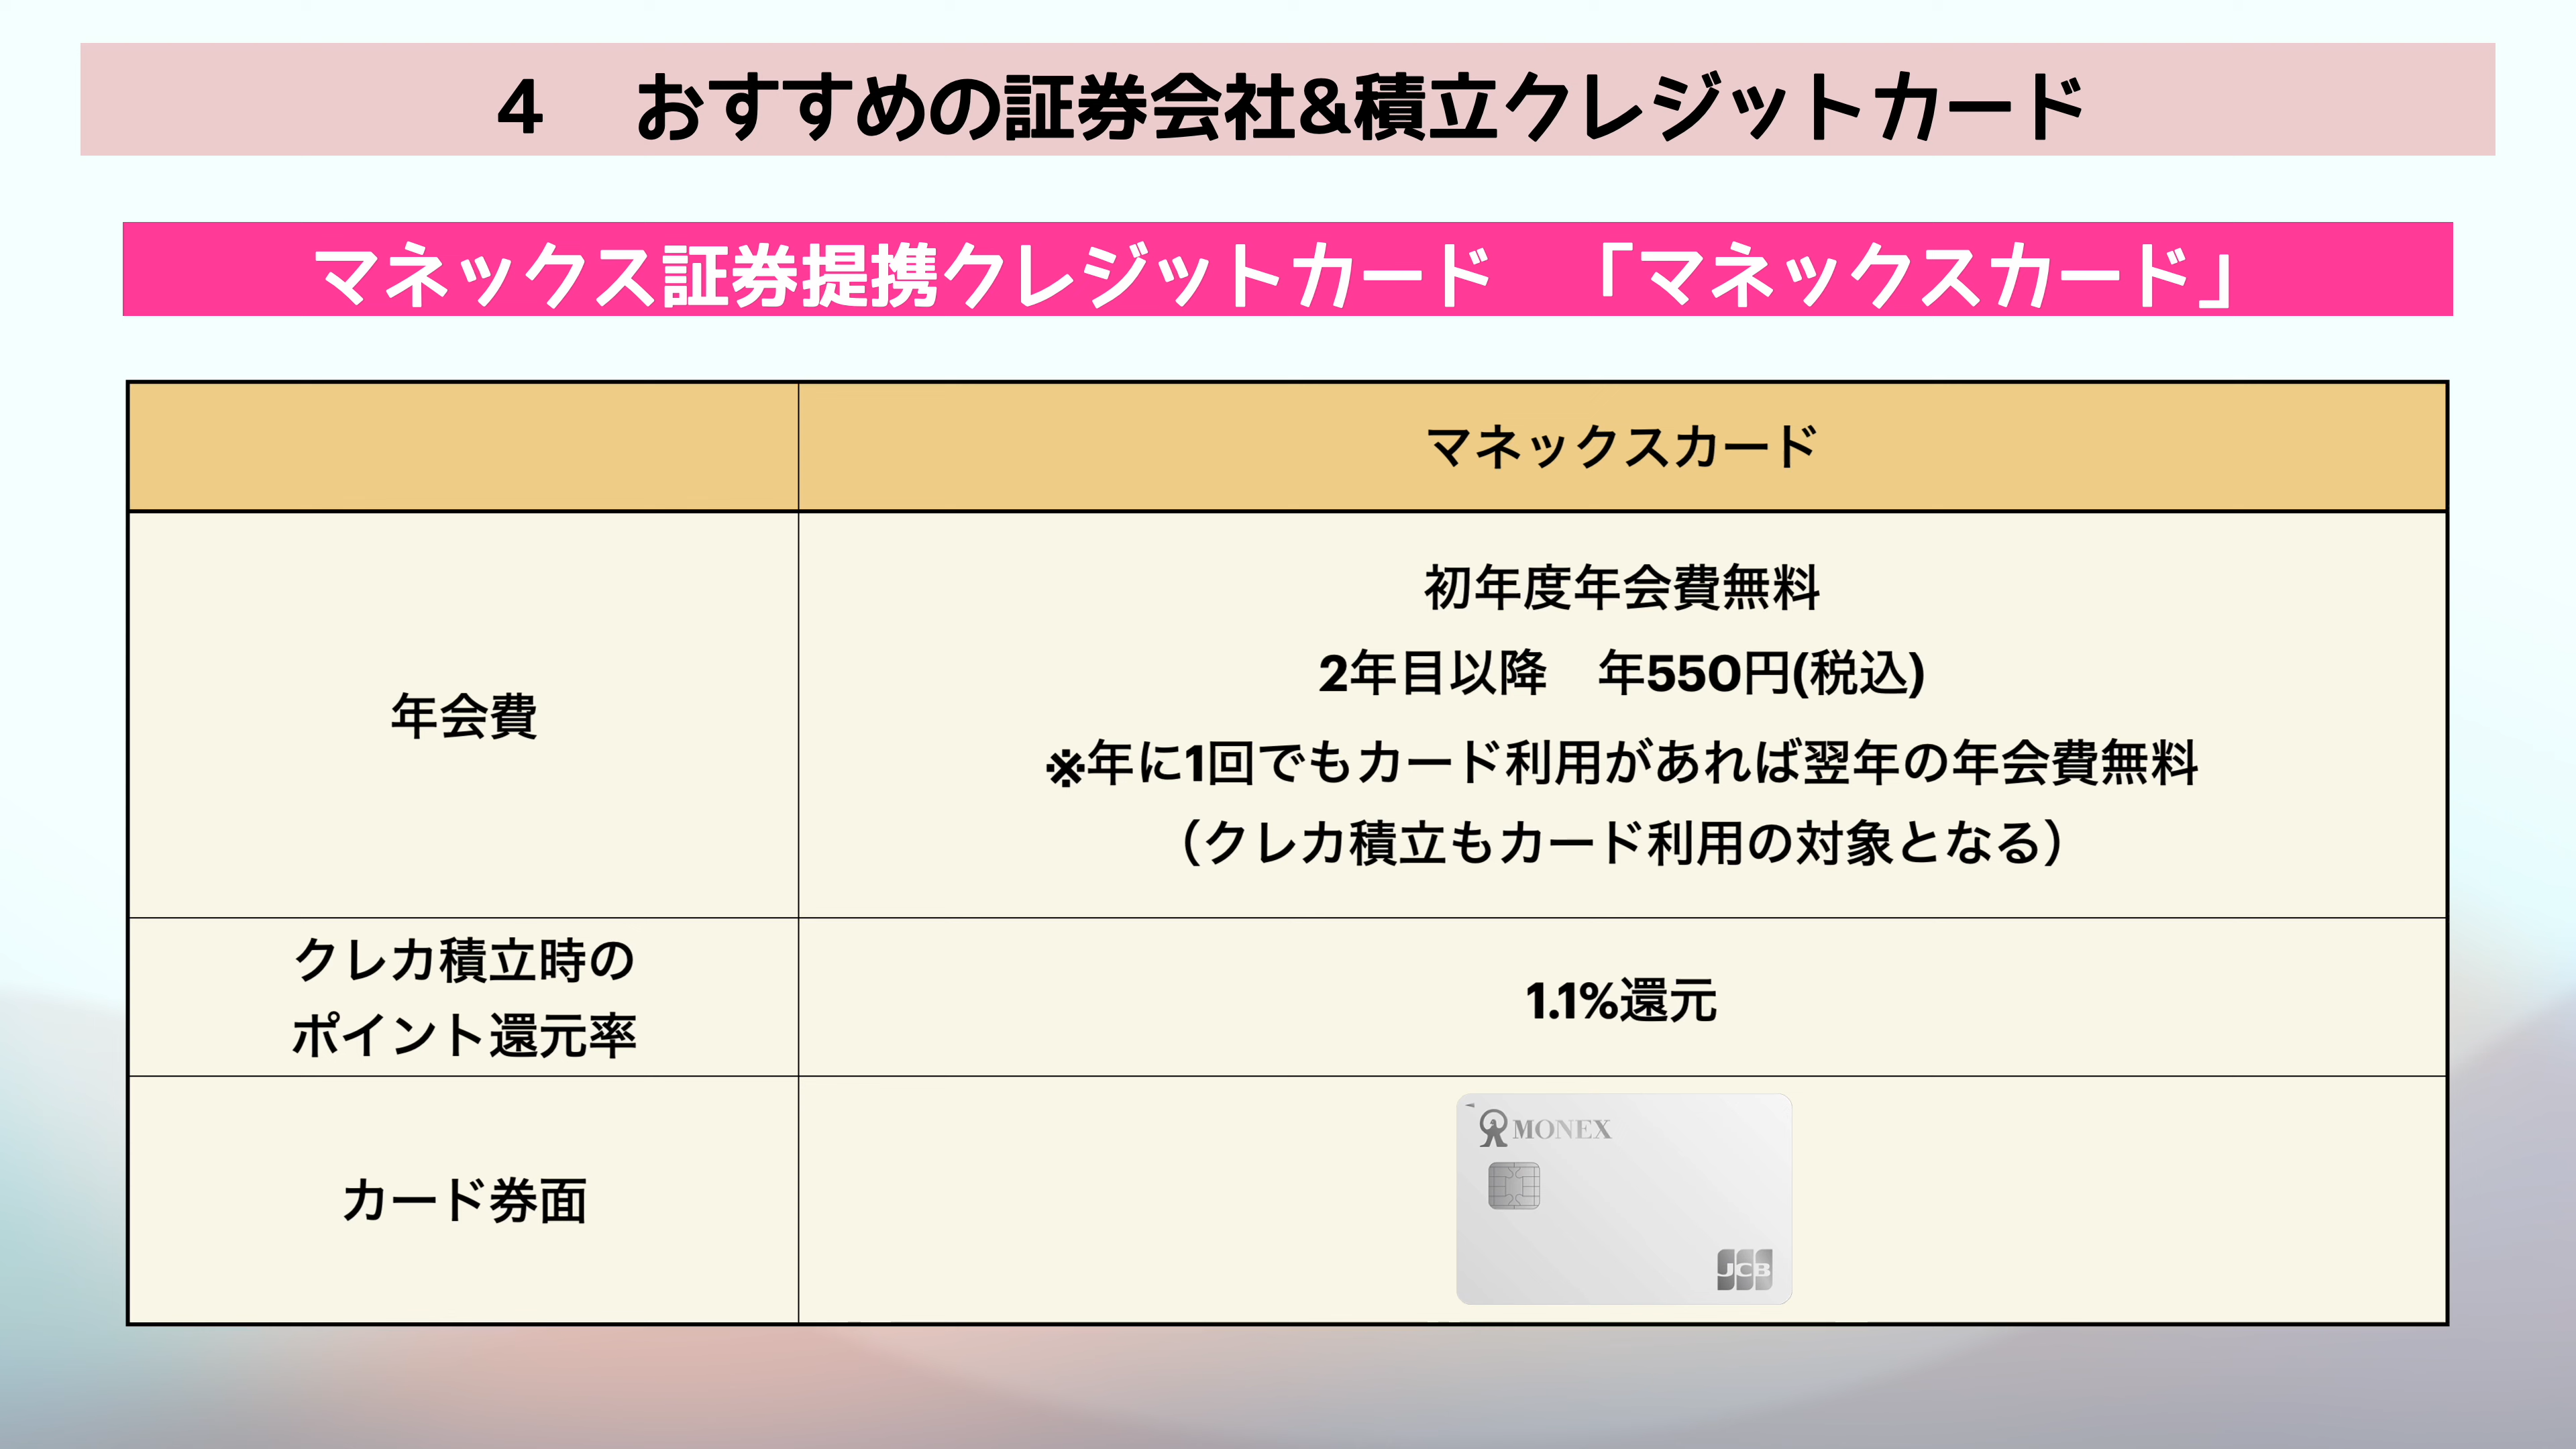 4　おすすめの証券会社&積立クレジットカード
マネックス証券提携クレジットカード　「マネックスカード」
マネックスカード
年会費
初年度年会費無料
2年目以降　年550円(税込)
※年に1回でもカード利用があれば翌年の年会費無料
（クレカ積立もカード利用の対象となる）
クレカ積立時の
ポイント還元率
1.1%還元
カード券面
MONEX
JCB